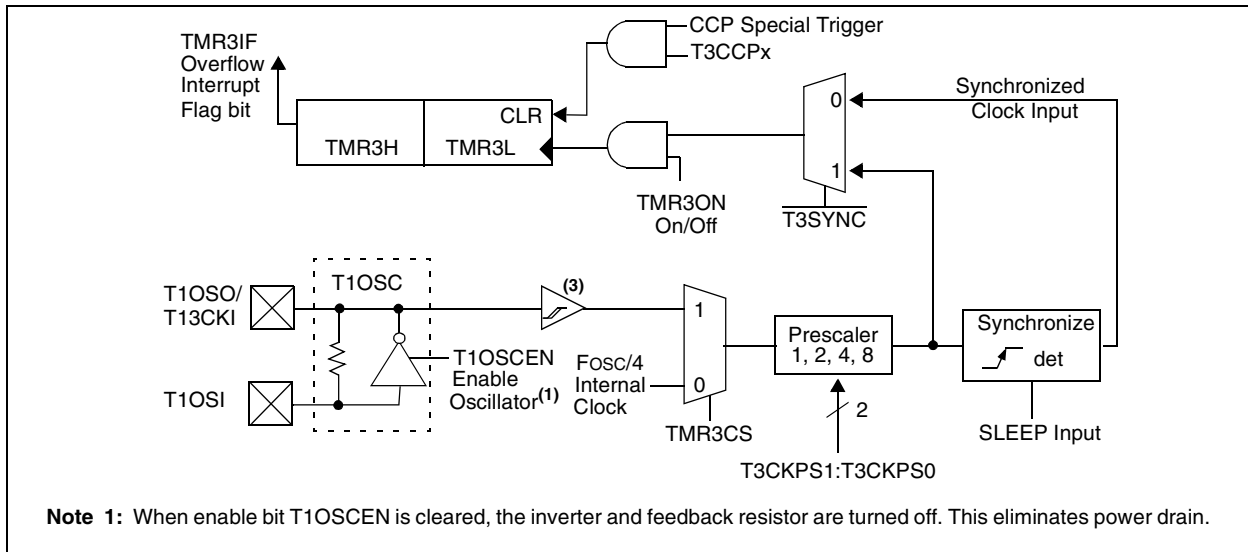 CCP Special Trigger
T3CCPx
TMR3IF
Overflow
Interrupt
Flag bit
CLR
TMR3H
TMR3L
TMR3ON
On/Off
0
1
T3SYNC
Synchronized
Clock Input
T1OSO/
T13CKI
T1OSI
T1OSC
T1OSCEN
Enable
Oscillator(1)
(3)
FOSC/4
Internal
Clock
1
0
TMR3CS
Prescaler
1, 2, 4, 8
2
T3CKPS1:T3CKPS0
Synchronize
det
SLEEP Input
Note 1: When enable bit T1OSCEN is cleared, the inverter and feedback resistor are turned off. This eliminates power drain.